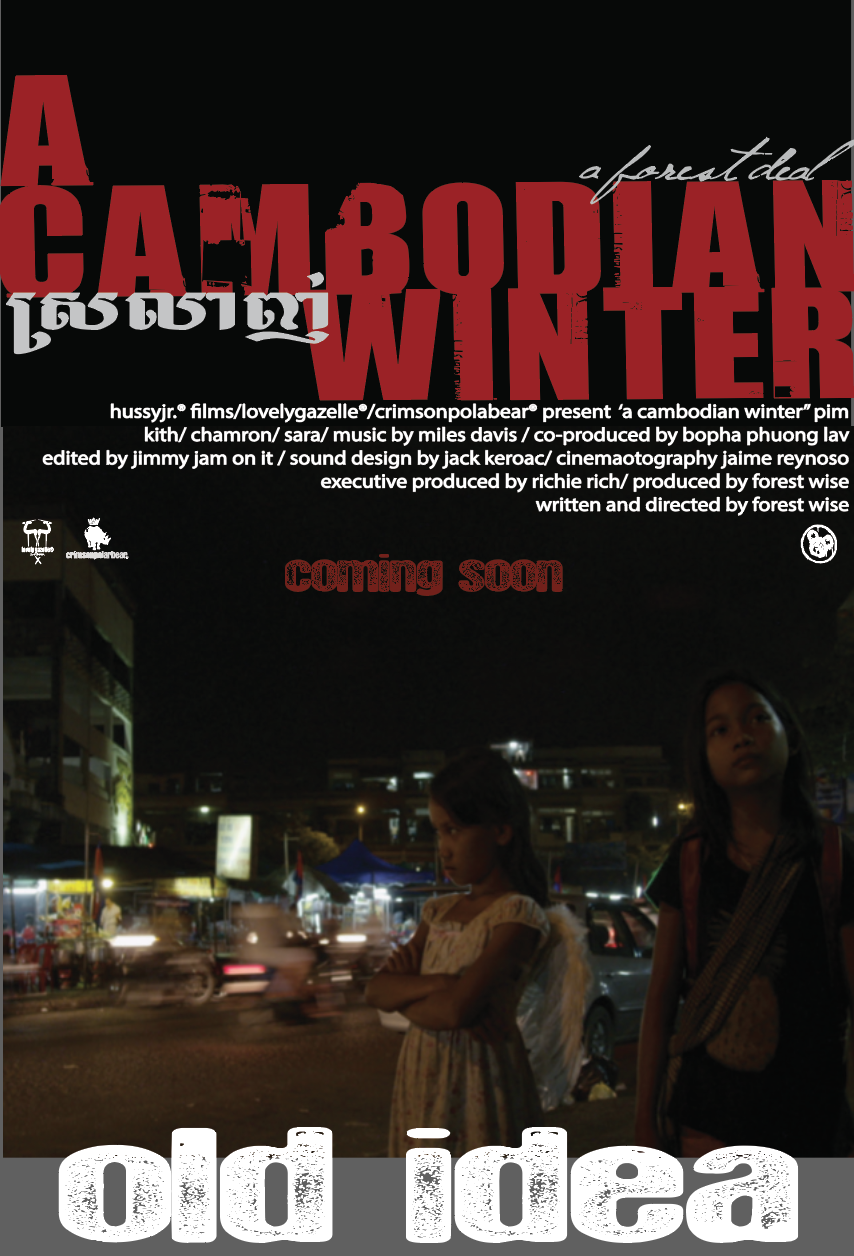 A
a forest deal
CAMBODIAN
ស្រលាញ់
WINTER
hussyjr.® films/lovelygazelle®/crimsonpolabear® present ‘a cambodian winter” pim
kith/ chamron/ sara/ music by miles davis / co-produced by bopha phuong lav
edited by jimmy jam on it / sound design by jack keroac/ cinemaotography jaime reynoso
executive produced by richie rich/ produced by forest wise
written and directed by forest wise
lovely gazelle®
X
crimsonpolarbear.
coming soon
old idea